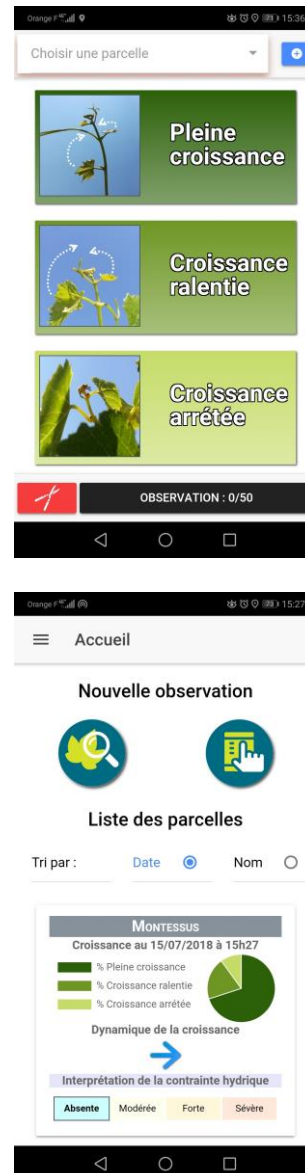 Orange F 15:36
Choisir une parcelle
Pleine
croissance
Croissance
ralentie
Croissance
arrêtée
OBSERVATION : 0/50
Orange F 15:27
Accueil
Nouvelle observation
Liste des parcelles
Tri par : Date Nom
MONTESSUS
Croissance au 15/07/2018 à 15h27
% Pleine croissance
% Croissance ralentie
% Croissance arrêtée
Dynamique de la croissance
Interprétation de la contrainte hydrique
Absente Modérée Forte Sévère